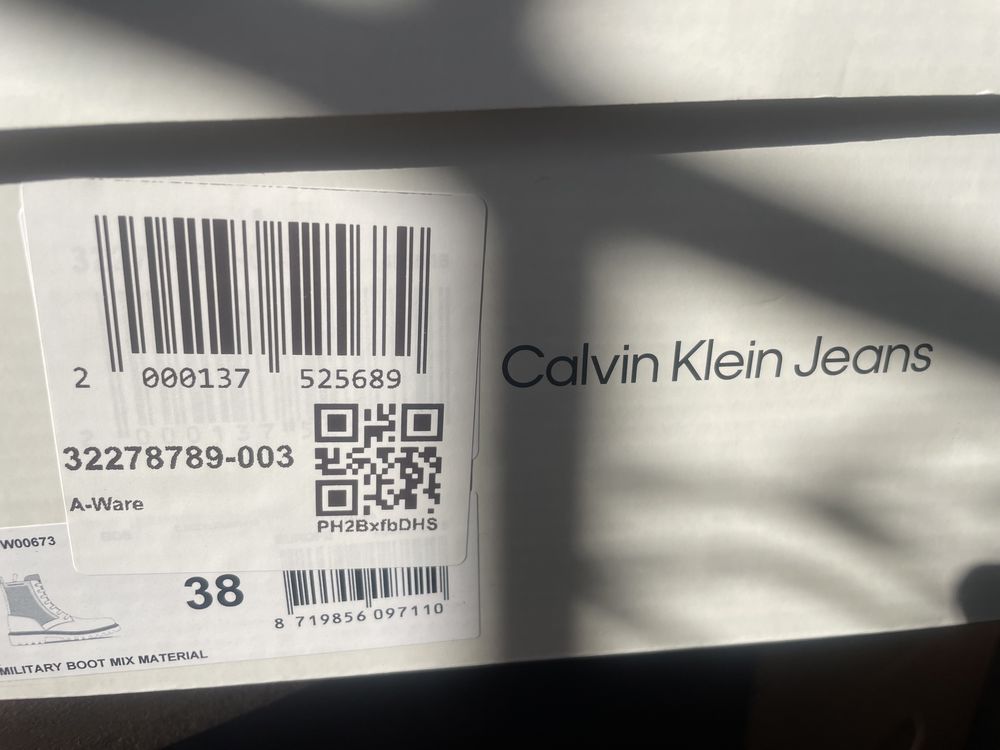 2 000137 525689
32278789-003
A-Ware
PH2BxfbDHS
Calvin Klein Jeans
W00673
38
8 719856 097110
MILITARY BOOT MIX MATERIAL